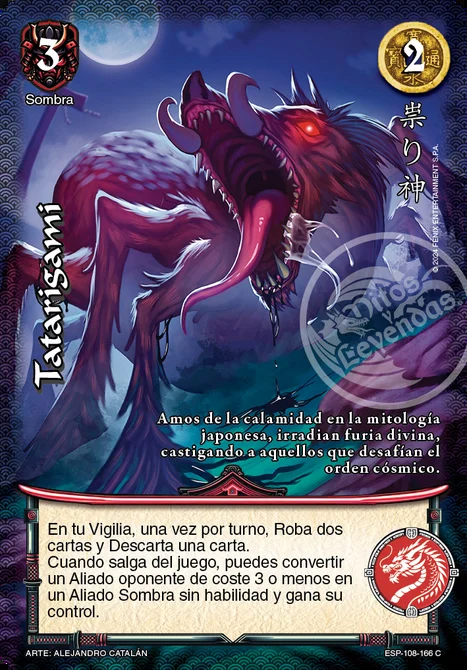 3
Sombra
2
祟り神
© 2024 FENIX ENTERTAINMENT S.P.A.
Mitos
y
Leyendas
Tatarigami
Amos de la calamidad en la mitología
japonesa, irradian furia divina,
castigando a aquellos que desafían el
orden cósmico.
En tu Vigilia, una vez por turno, Roba dos
cartas y Descarta una carta.
Cuando salga del juego, puedes convertir
un Aliado oponente de coste 3 o menos en
un Aliado Sombra sin habilidad y gana su
control.
ARTE: ALEJANDRO CATALÁN
ESP-108-166 C